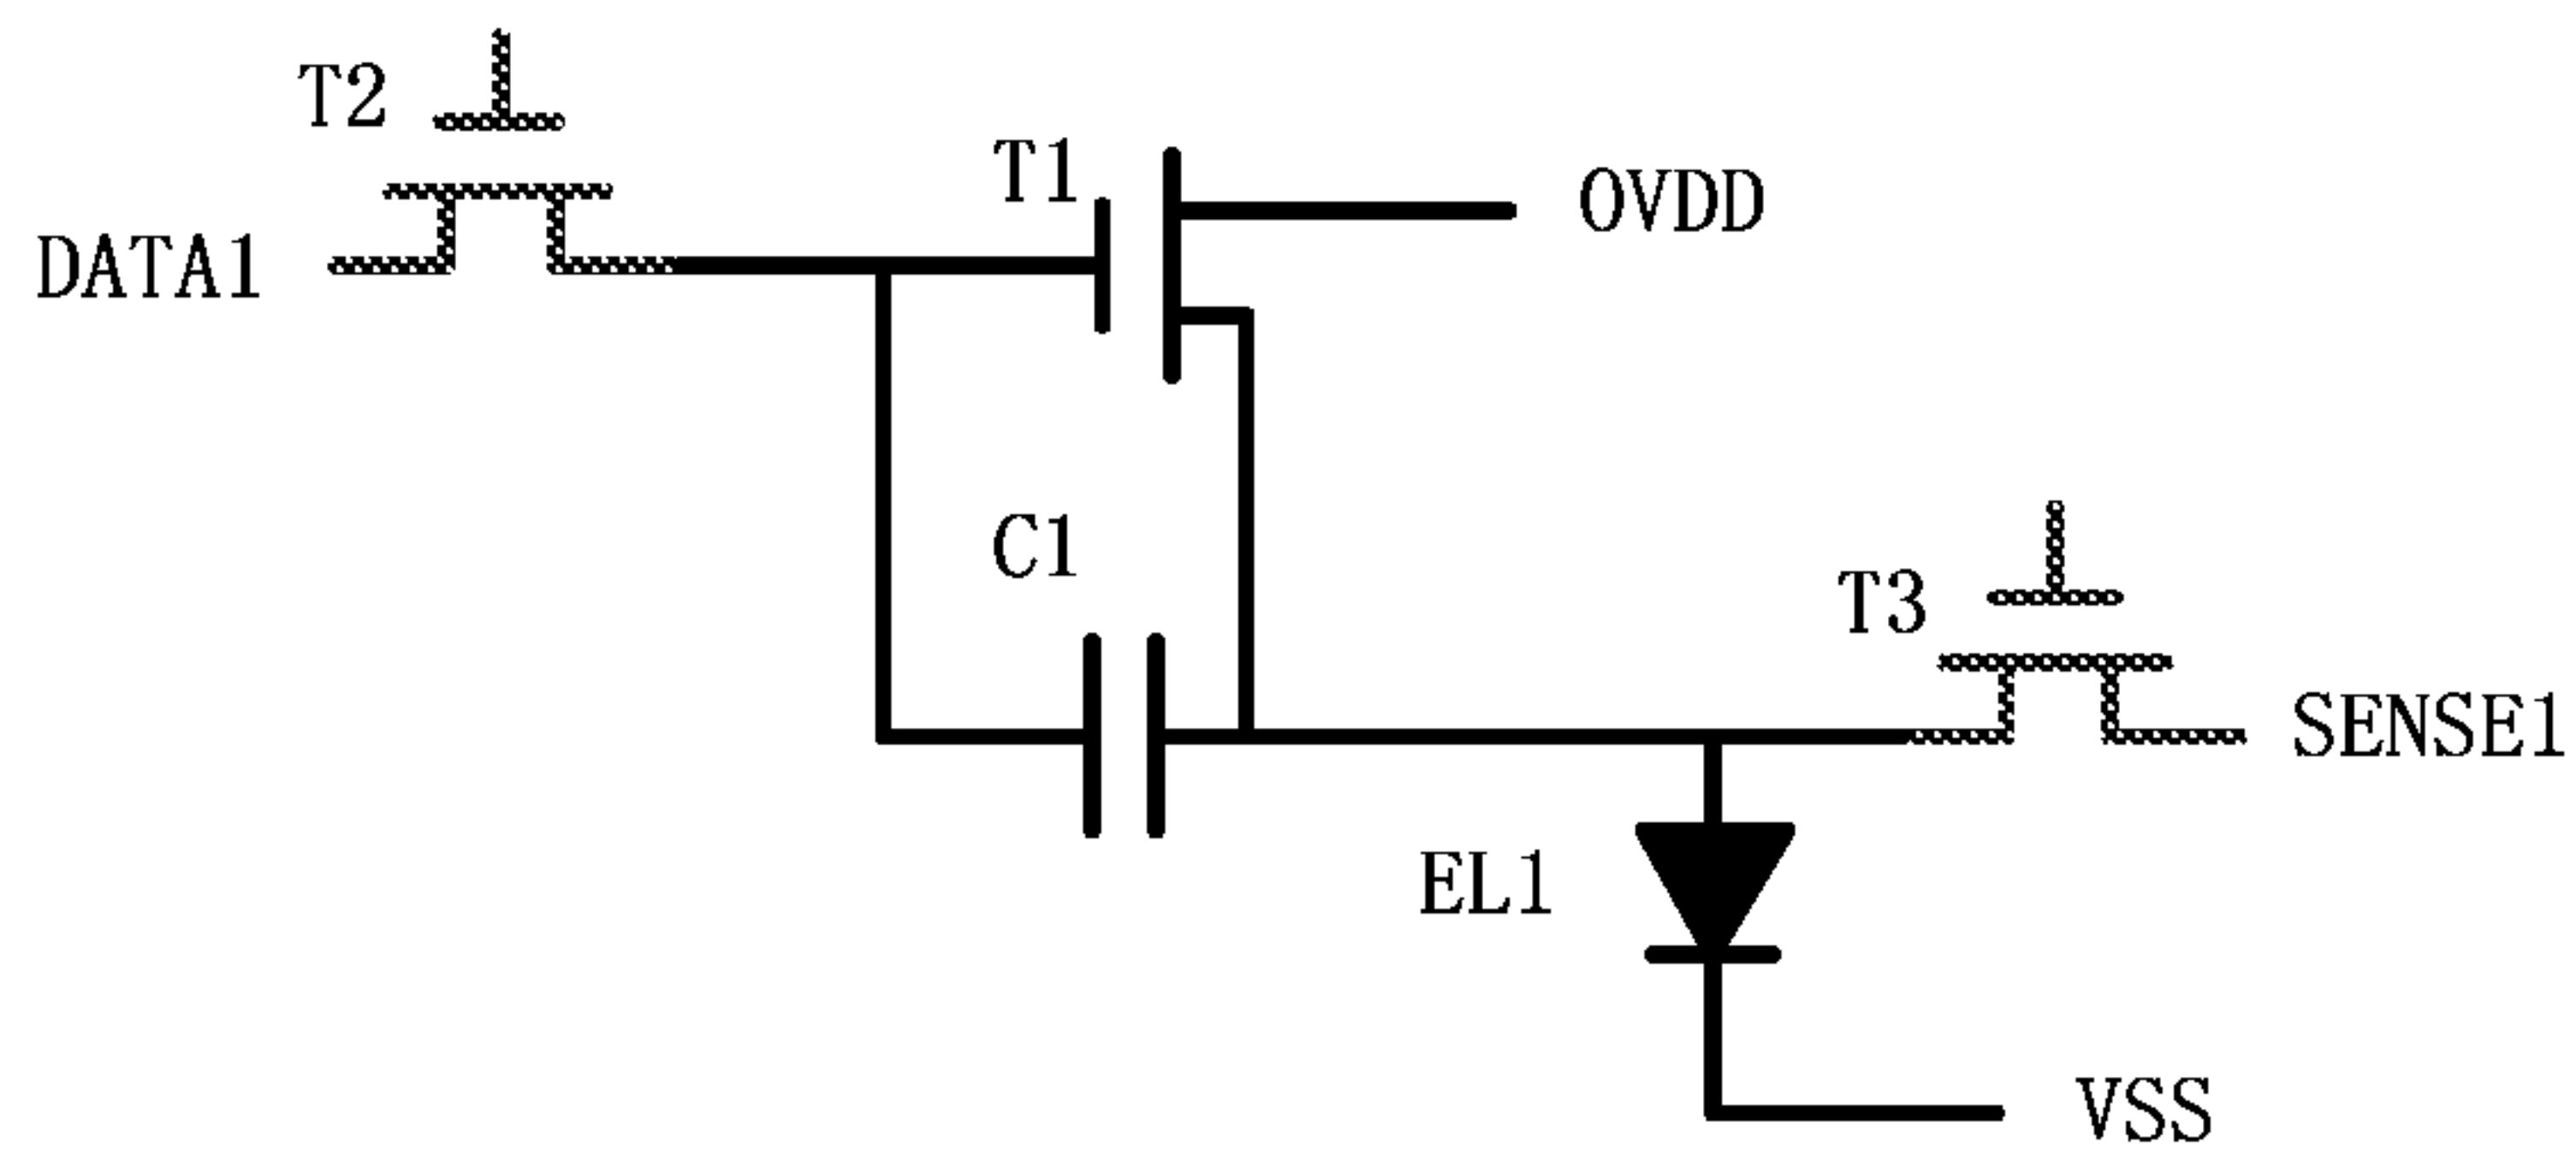 T2
T1
OVDD
DATA1
C1
T3
SENSE1
EL1
VSS